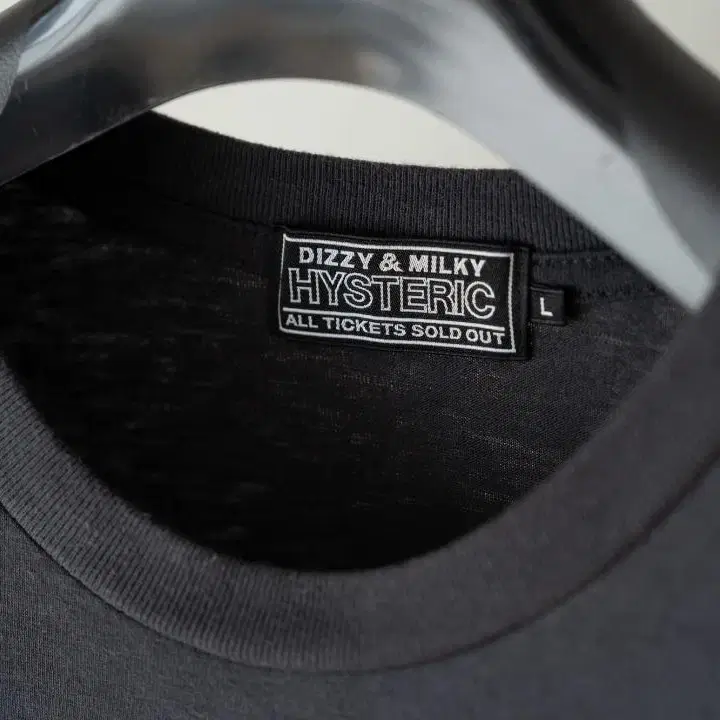 DIZZY & MILKY
HYSTERIC
ALL TICKETS SOLD OUT
L